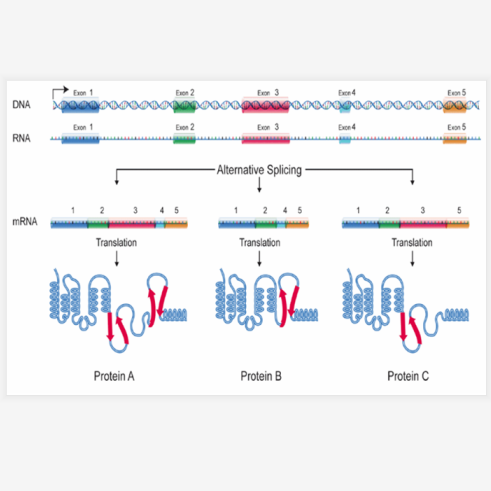 Exon 1 Exon 2 Exon 3 Exon 4 Exon 5
DNA
Exon 1 Exon 2 Exon 3 Exon 4 Exon 5
RNA
Alternative Splicing
1 2 3 4 5 1 2 4 5 1 2 3 5
mRNA
Translation Translation Translation
Protein A Protein B Protein C